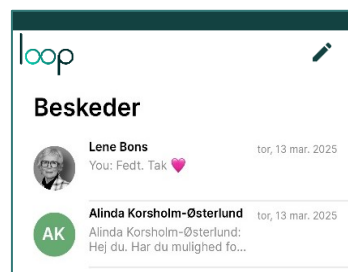 loop
Beskeder
Lene Bons
tor, 13 mar. 2025
You: Fedt. Tak 💖
AK
Alinda Korsholm-Østerlund
tor, 13 mar. 2025
Alinda Korsholm-Østerlund:
Hej du. Har du mulighed fo...